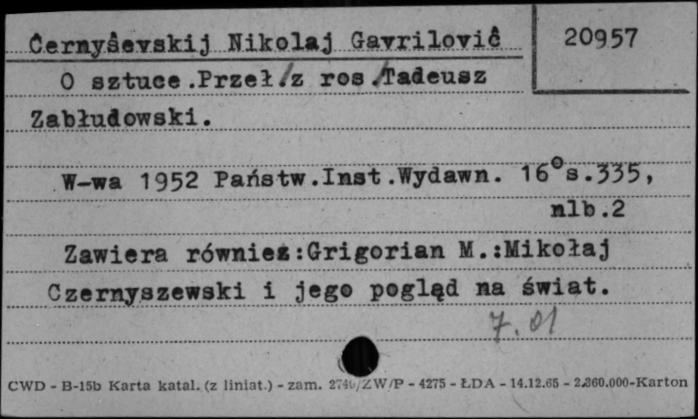 Černyševskij Nikolaj Gavrilovič
20957
O sztuce.Przeł/z ros/Tadeusz
Zabłudowski.
W-wa 1952 Państw.Inst.Wydawn. 16°s.335,
nlb.2
Zawiera również:Grigorian M.:Mikołaj
Czernyszewski i jego pogląd na świat.
7.01
CWD - B-15b Karta katal. (z liniat.) - zam. 2740/ZW/P - 4275 - ŁDA - 14.12.65 - 2.360.000-Karton